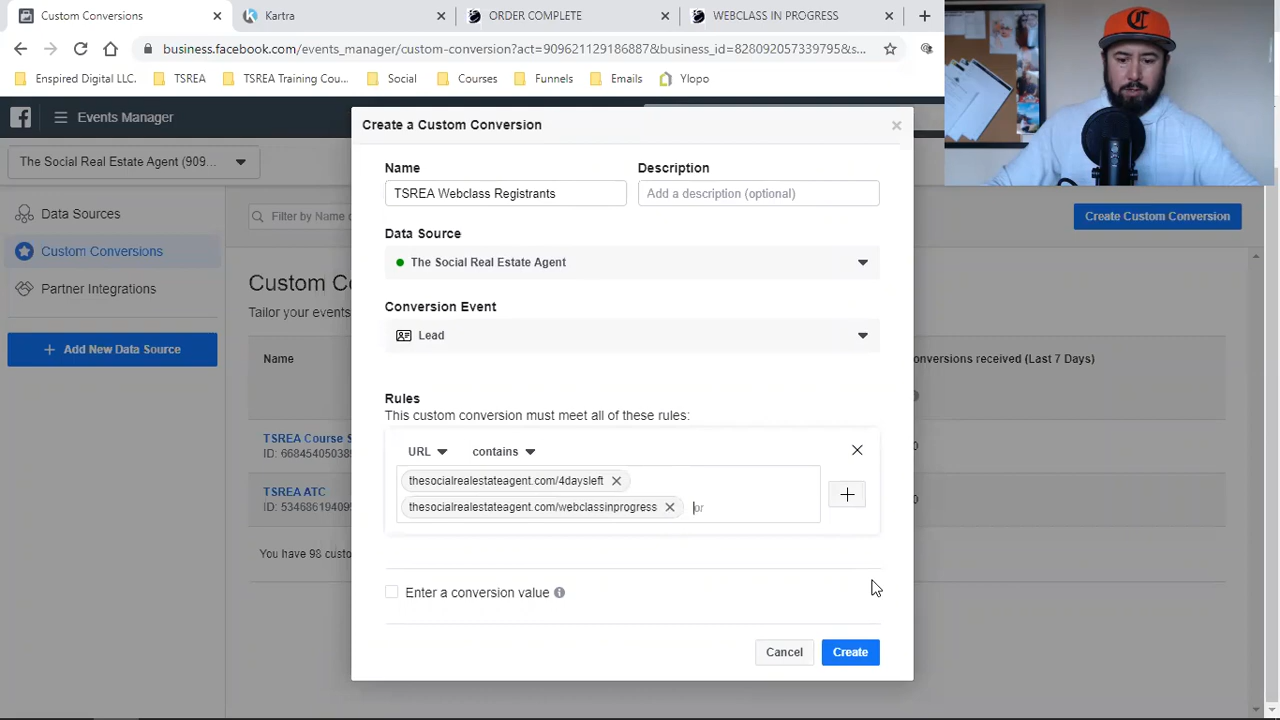 Custom Conversions
Kartra
ORDER COMPLETE
WEBCLASS IN PROGRESS
business.facebook.com/events_manager/custom-conversion?act=909621129186887&business_id=828092057339795&s...
Enspired Digital LLC.
TSREA
TSREA Training Cou...
Social
Courses
Funnels
Emails
Ylopo
Events Manager
The Social Real Estate Agent (909...
Data Sources
Custom Conversions
Partner Integrations
+ Add New Data Source
Filter by Name o
Create Custom Conversion
Custom Co
Tailor your events
Name
onversions received (Last 7 Days)
TSREA Course S
ID: 668454050389
TSREA ATC
ID: 534686194095
You have 98 custo
Create a Custom Conversion
Name
Description
TSREA Webclass Registrants
Add a description (optional)
Data Source
The Social Real Estate Agent
Conversion Event
Lead
Rules
This custom conversion must meet all of these rules:
URL
contains
thesocialrealestateagent.com/4daysleft
thesocialrealestateagent.com/webclassinprogress
or
Enter a conversion value
Cancel
Create